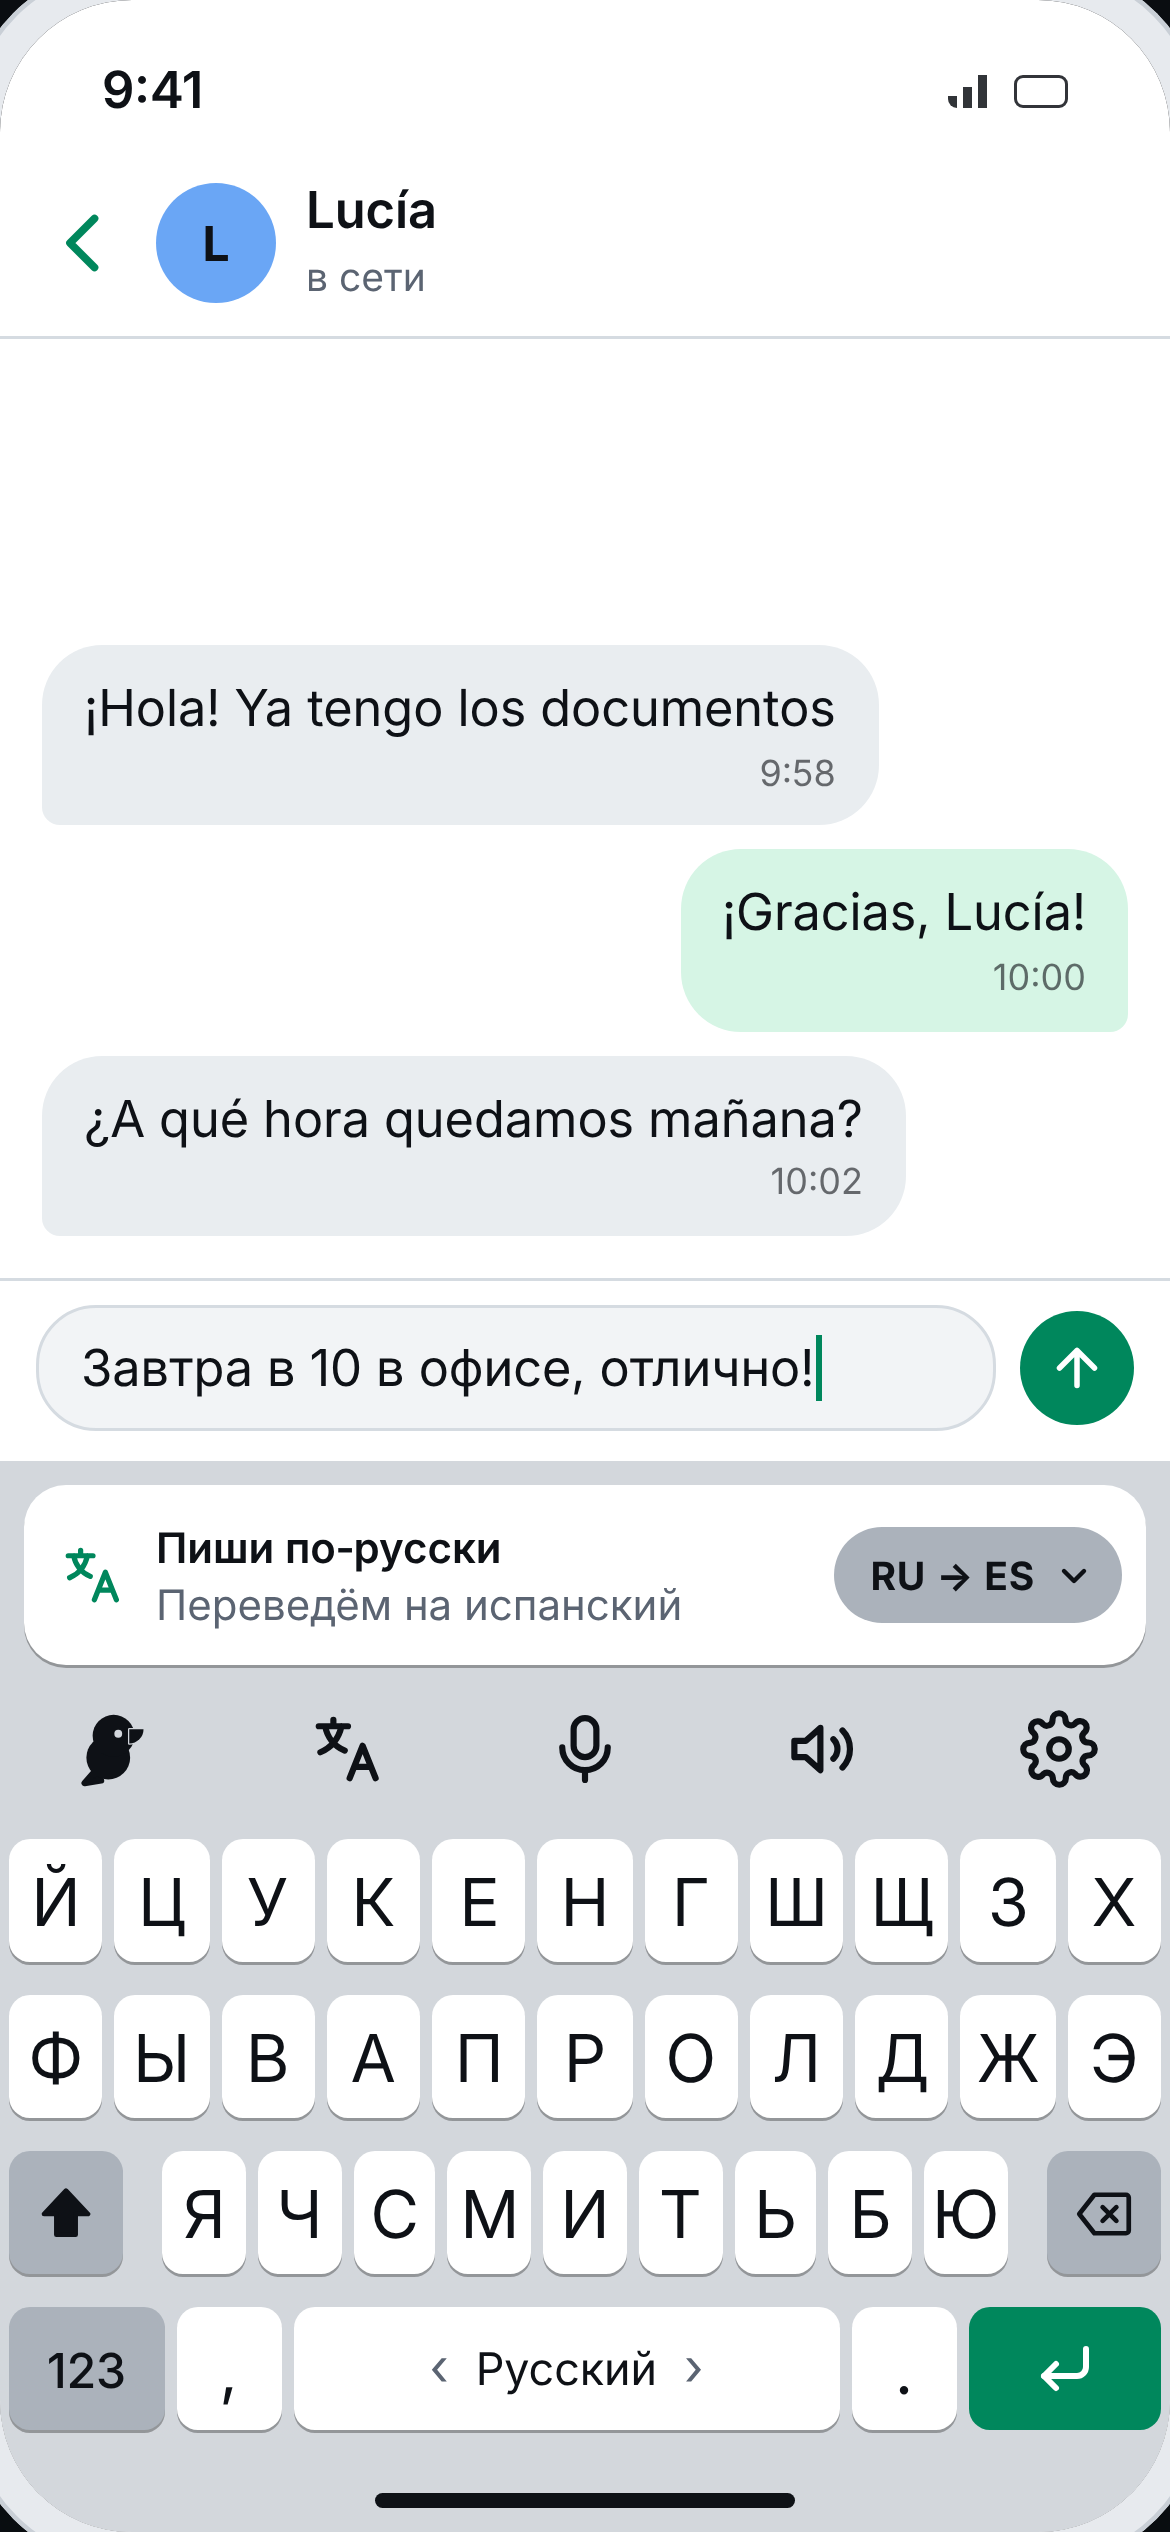 9:41
L
Lucía
в сети
¡Hola! Ya tengo los documentos
9:58
¡Gracias, Lucía!
10:00
¿A qué hora quedamos mañana?
10:02
Завтра в 10 в офисе, отлично!
Пиши по-русски
Переведём на испанский
RU → ES
Й Ц У К Е Н Г Ш Щ З Х
Ф Ы В А П Р О Л Д Ж Э
Я Ч С М И Т Ь Б Ю
123 , ‹ Русский › .